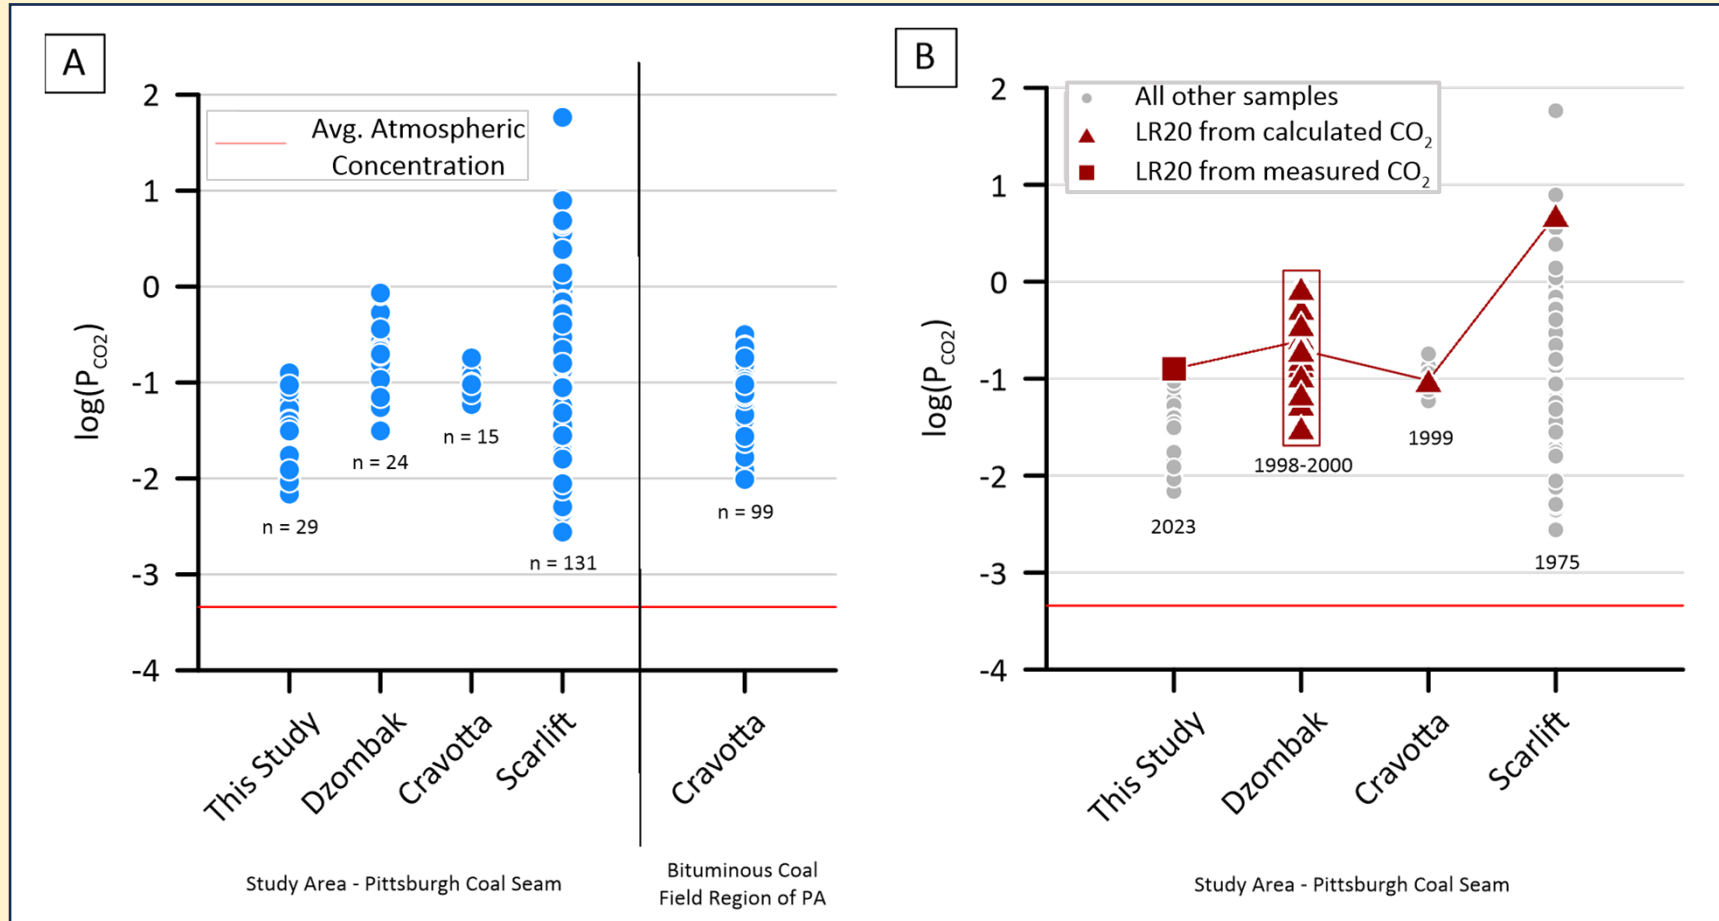 A
log(P_CO2)
2
1
0
-1
-2
-3
-4
Avg. Atmospheric
Concentration
n = 29
n = 24
n = 15
n = 131
n = 99
This Study
Dzombak
Cravotta
Scarlift
Cravotta
Study Area - Pittsburgh Coal Seam
Bituminous Coal
Field Region of PA
B
log(P_CO2)
2
1
0
-1
-2
-3
-4
All other samples
LR20 from calculated CO₂
LR20 from measured CO₂
2023
1998-2000
1999
1975
This Study
Dzombak
Cravotta
Scarlift
Study Area - Pittsburgh Coal Seam